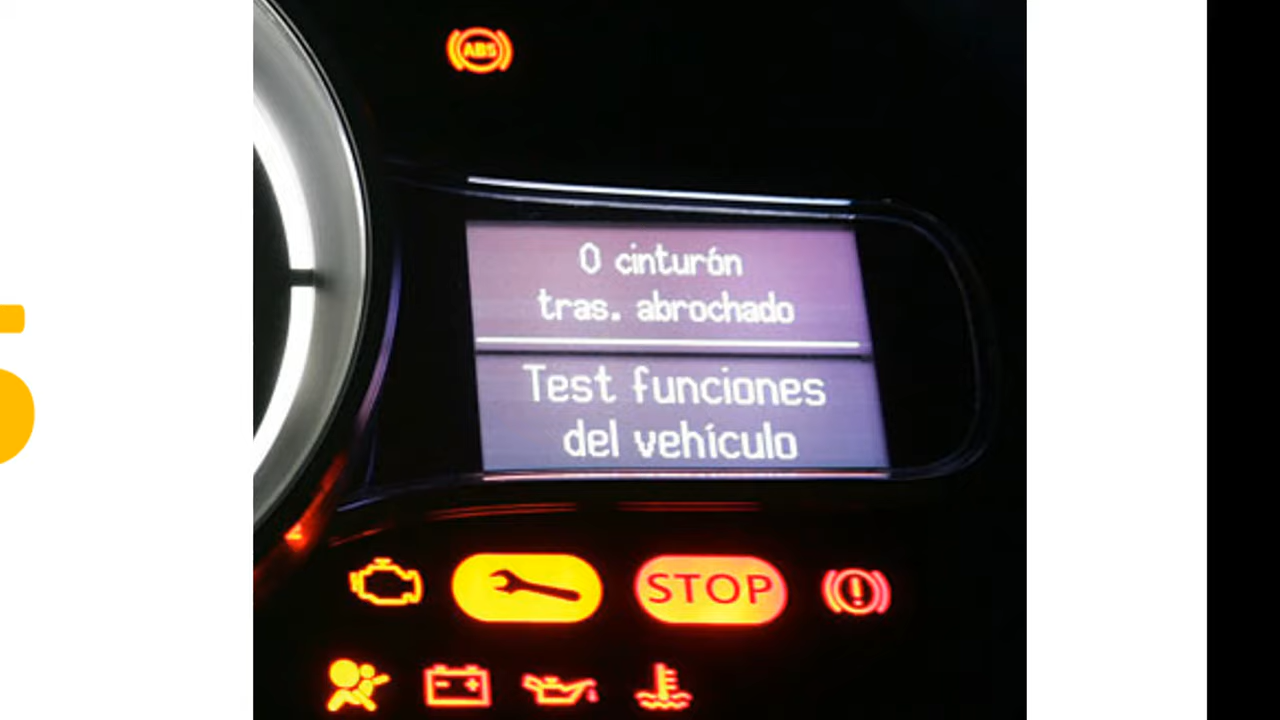 ABS
0 cinturón
tras. abrochado
Test funciones
del vehículo
STOP